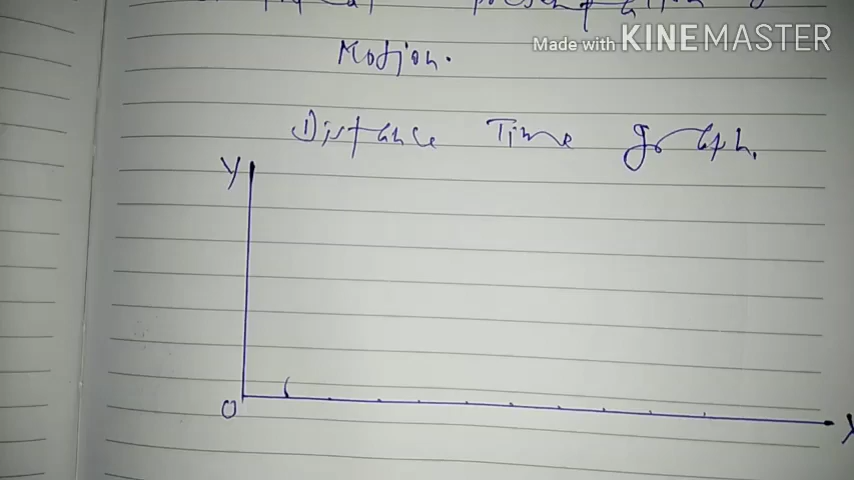 Made with KINEMASTER
Motion.
Distance Time graph.
Y
O
X